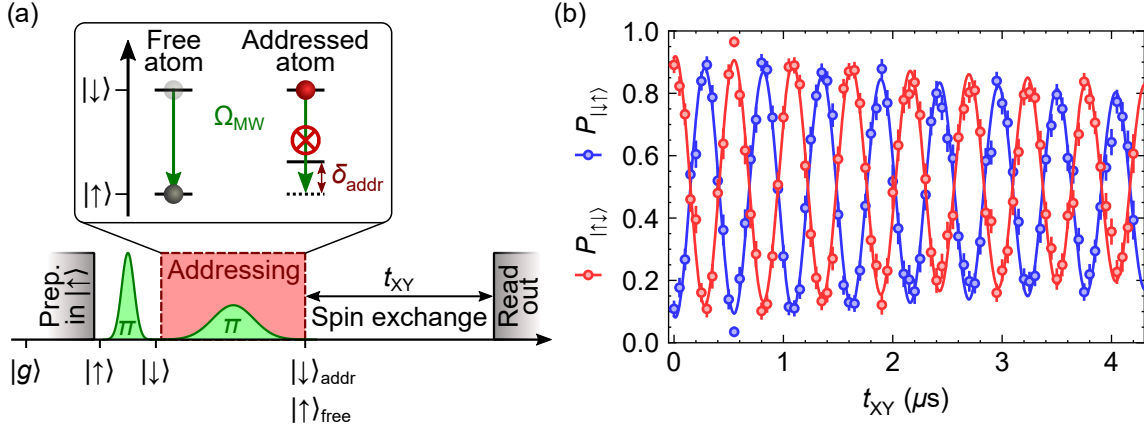 (a)
Free
atom
Addressed
atom
|↓⟩
Ω_MW
δ_addr
|↑⟩
Prep.
in |↑⟩
π
Addressing
π
t_XY
Spin exchange
Read
out
|g⟩
|↑⟩
|↓⟩
|↓⟩_addr
|↑⟩_free
(b)
P_|↑↓⟩
P_|↓↑⟩
1.0
0.8
0.6
0.4
0.2
0.0
0
1
2
3
4
t_XY (μs)